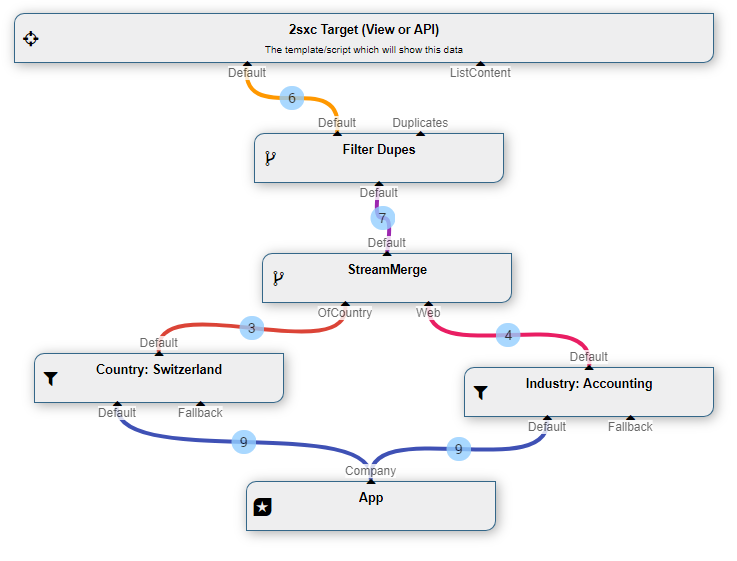 2sxc Target (View or API)
The template/script which will show this data
Default
ListContent
6
Default
Duplicates
Filter Dupes
Default
7
Default
StreamMerge
OfCountry
Web
3
4
Default
Default
Country: Switzerland
Industry: Accounting
Default
Fallback
Default
Fallback
9
9
Company
App